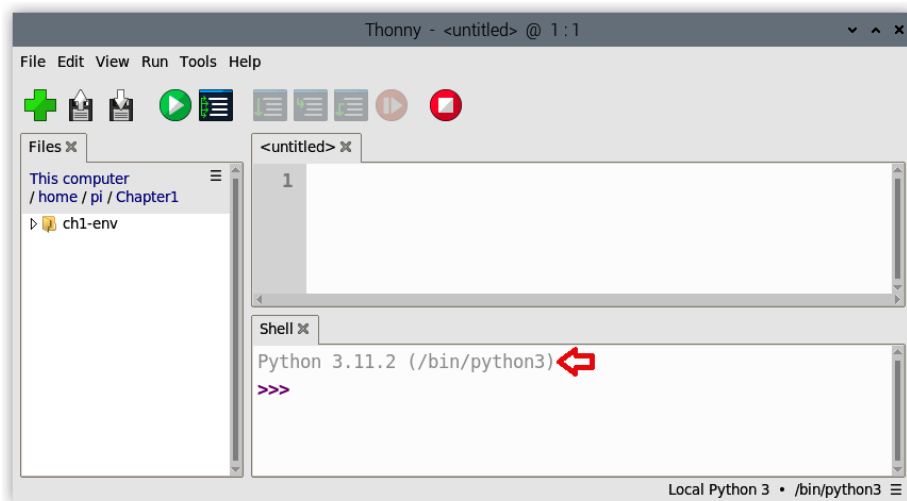 Thonny - <untitled> @ 1:1
File Edit View Run Tools Help
Files
This computer
/ home / pi / Chapter1
ch1-env
<untitled>
1
Shell
Python 3.11.2 (/bin/python3)
>>>
Local Python 3 • /bin/python3